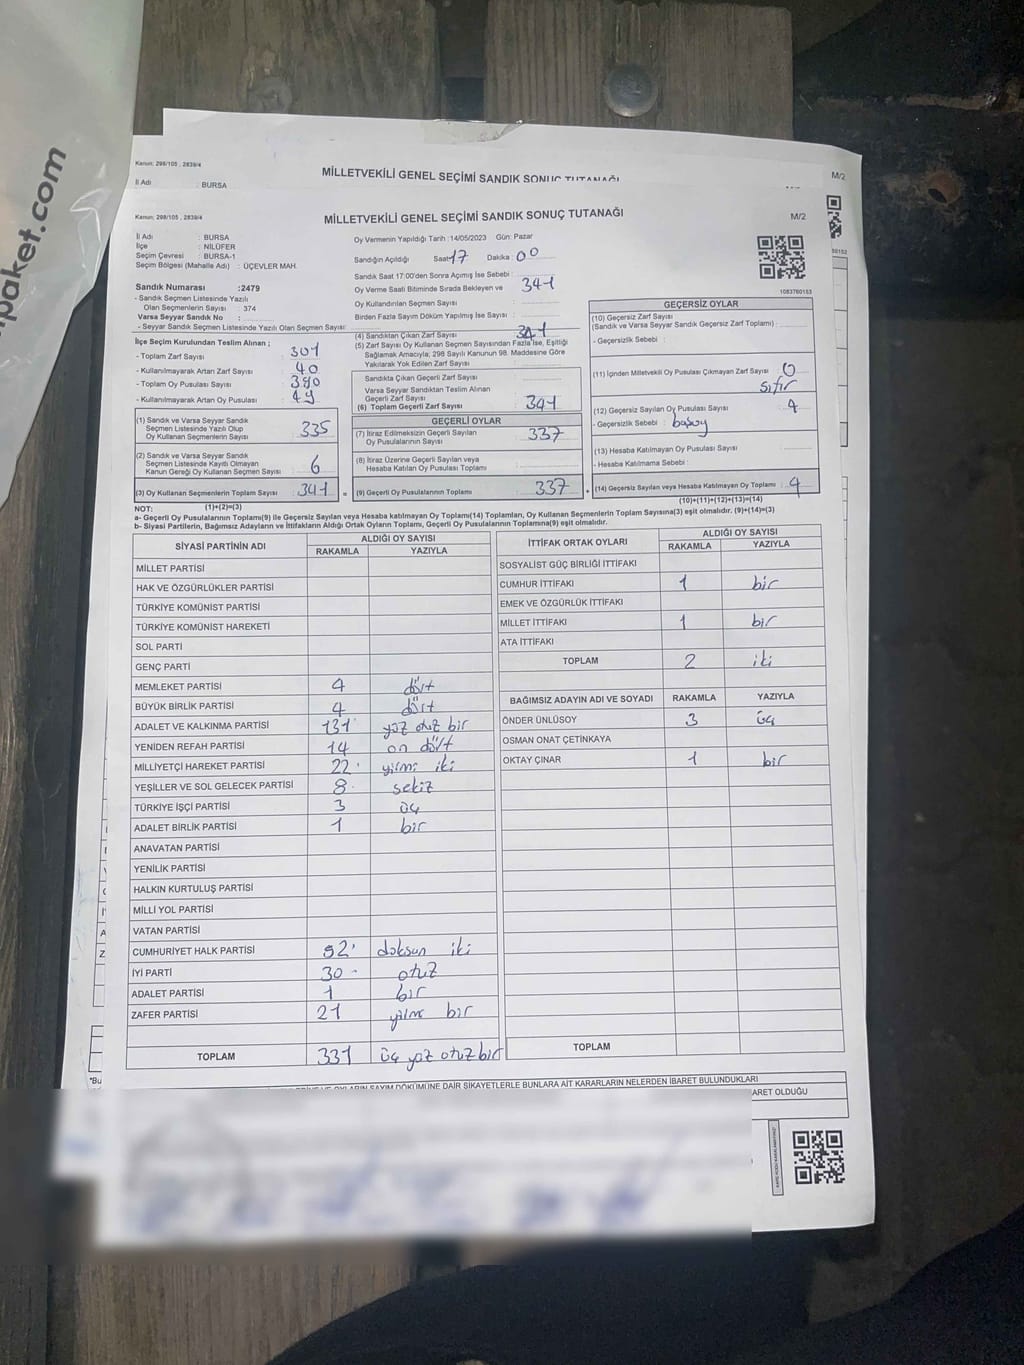 paket.com
Kanun; 298/105 , 2839/4
MİLLETVEKİLİ GENEL SEÇİMİ SANDIK SONUÇ TUTANAĞI
M/2
İl Adı : BURSA
Kanun; 298/105 , 2839/4
MİLLETVEKİLİ GENEL SEÇİMİ SANDIK SONUÇ TUTANAĞI
M/2
İl Adı : BURSA
İlçe : NİLÜFER
Seçim Çevresi : BURSA-1
Seçim Bölgesi (Mahalle Adı) : ÜÇEVLER MAH.
Oy Vermenin Yapıldığı Tarih :14/05/2023 Gün: Pazar
Sandığın Açıldığı Saat: 17 Dakika: 00
Sandık Saat 17:00'den Sonra Açımış İse Sebebi :
Oy Verme Saati Bitiminde Sırada Bekleyen ve
Oy Kullandırılan Seçmen Sayısı : 341
Birden Fazla Sayım Döküm Yapılmış İse Sayısı :
1083760153
Sandık Numarası :2479
- Sandık Seçmen Listesinde Yazılı
Olan Seçmenlerin Sayısı : 374
Varsa Seyyar Sandık No :
- Seyyar Sandık Seçmen Listesinde Yazılı Olan Seçmen Sayısı:
İlçe Seçim Kurulundan Teslim Alınan ;
- Toplam Zarf Sayısı : 301
- Kullanılmayarak Artan Zarf Sayısı : 40
- Toplam Oy Pusulası Sayısı : 390
- Kullanılmayarak Artan Oy Pusulası : 49
(1) Sandık ve Varsa Seyyar Sandık
Seçmen Listesinde Yazılı Olup
Oy Kullanan Seçmenlerin Sayısı : 335
(2) Sandık ve Varsa Seyyar Sandık
Seçmen Listesinde Kayıtlı Olmayan
Kanun Gereği Oy Kullanan Seçmen Sayısı : 6
(3) Oy Kullanan Seçmenlerin Toplam Sayısı : 341
(1)+(2)=(3)
(4) Sandıktan Çıkan Zarf Sayısı : 341
(5) Zarf Sayısı Oy Kullanan Seçmen Sayısından Fazla İse, Eşitliği
Sağlamak Amacıyla; 298 Sayılı Kanunun 98. Maddesine Göre
Yakılarak Yok Edilen Zarf Sayısı :
Sandıkta Çıkan Geçerli Zarf Sayısı :
Varsa Seyyar Sandıktan Teslim Alınan
Geçerli Zarf Sayısı :
(6) Toplam Geçerli Zarf Sayısı : 341
GEÇERLİ OYLAR
(7) İtiraz Edilmeksizin Geçerli Sayılan
Oy Pusulalarının Sayısı : 337
(8) İtiraz Üzerine Geçerli Sayılan veya
Hesaba Katılan Oy Pusulası Toplamı :
= (9) Geçerli Oy Pusulalarının Toplamı : 337
GEÇERSİZ OYLAR
(10) Geçersiz Zarf Sayısı
(Sandık ve Varsa Seyyar Sandık Geçersiz Zarf Toplamı) :
- Geçersizlik Sebebi :
(11) İçinden Milletvekili Oy Pusulası Çıkmayan Zarf Sayısı : 0
sıfır
(12) Geçersiz Sayılan Oy Pusulası Sayısı : 4
- Geçersizlik Sebebi : başoy
(13) Hesaba Katılmayan Oy Pusulası Sayısı :
- Hesaba Katılmama Sebebi :
+ (14) Geçersiz Sayılan veya Hesaba Katılmayan Oy Toplamı : 4
(10)+(11)+(12)+(13)=(14)
NOT:
a- Geçerli Oy Pusulalarının Toplamı(9) ile Geçersiz Sayılan veya Hesaba katılmayan Oy Toplamı(14) Toplamları, Oy Kullanan Seçmenlerin Toplam Sayısına(3) eşit olmalıdır. (9)+(14)=(3)
b- Siyasi Partilerin, Bağımsız Adayların ve İttifakların Aldığı Ortak Oyların Toplamı, Geçerli Oy Pusulalarının Toplamına(9) eşit olmalıdır.
SİYASİ PARTİNİN ADI ALDIĞI OY SAYISI
RAKAMLA YAZIYLA
MİLLET PARTİSİ
HAK VE ÖZGÜRLÜKLER PARTİSİ
TÜRKİYE KOMÜNİST PARTİSİ
TÜRKİYE KOMÜNİST HAREKETİ
SOL PARTİ
GENÇ PARTİ
MEMLEKET PARTİSİ 4 dört
BÜYÜK BİRLİK PARTİSİ 4 dört
ADALET VE KALKINMA PARTİSİ 131 yüz otuz bir
YENİDEN REFAH PARTİSİ 14 on dört
MİLLİYETÇİ HAREKET PARTİSİ 22 yirmi iki
YEŞİLLER VE SOL GELECEK PARTİSİ 8 sekiz
TÜRKİYE İŞÇİ PARTİSİ 3 üç
ADALET BİRLİK PARTİSİ 1 bir
ANAVATAN PARTİSİ
YENİLİK PARTİSİ
HALKIN KURTULUŞ PARTİSİ
MİLLİ YOL PARTİSİ
VATAN PARTİSİ
CUMHURİYET HALK PARTİSİ 92 doksan iki
İYİ PARTİ 30 otuz
ADALET PARTİSİ 1 bir
ZAFER PARTİSİ 21 yirmi bir
TOPLAM 331 üç yüz otuz bir
İTTİFAK ORTAK OYLARI ALDIĞI OY SAYISI
RAKAMLA YAZIYLA
SOSYALİST GÜÇ BİRLİĞİ İTTİFAKI
CUMHUR İTTİFAKI 1 bir
EMEK VE ÖZGÜRLÜK İTTİFAKI
MİLLET İTTİFAKI 1 bir
ATA İTTİFAKI
TOPLAM 2 iki
BAĞIMSIZ ADAYIN ADI VE SOYADI RAKAMLA YAZIYLA
ÖNDER ÜNLÜSOY 3 üç
OSMAN ONAT ÇETİNKAYA
OKTAY ÇINAR 1 bir
TOPLAM
OYLARIN SAYIM DÖKÜMÜNE DAİR ŞİKAYETLERLE BUNLARA AİT KARARLARIN NELERDEN İBARET BULUNDUKLARI
ARET OLDUĞU